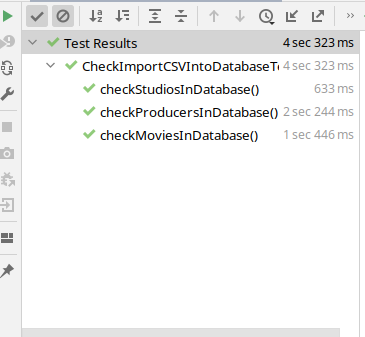 Test Results 4 sec 323 ms
CheckImportCSVIntoDatabaseTe 4 sec 323 ms
checkStudiosInDatabase() 633 ms
checkProducersInDatabase() 2 sec 244 ms
checkMoviesInDatabase() 1 sec 446 ms